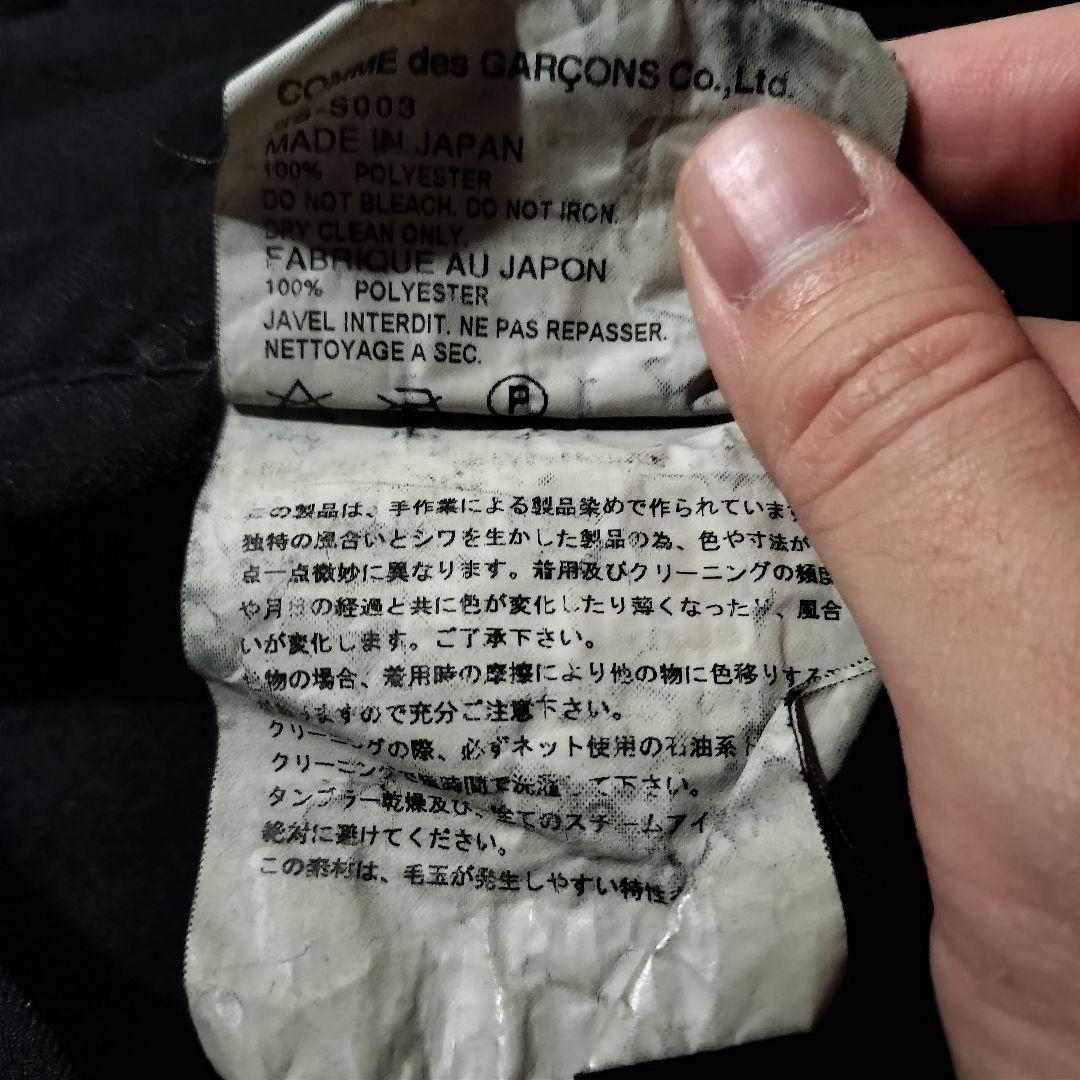 COMME des GARÇONS Co.,Ltd.
-S003
MADE IN JAPAN
100% POLYESTER
DO NOT BLEACH. DO NOT IRON.
DRY CLEAN ONLY.
FABRIQUE AU JAPON
100% POLYESTER
JAVEL INTERDIT. NE PAS REPASSER.
NETTOYAGE A SEC.
P
この製品は、手作業による製品染めで作られています
独特の風合いとシワを生かした製品の為、色や寸法が
点一点微妙に異なります。着用及びクリーニングの頻度
や月日の経過と共に色が変化したり薄くなったり、風合
いが変化します。ご了承下さい。
物の場合、着用時の摩擦により他の物に色移りする
ますので充分ご注意下さい。
クリーニングの際、必ずネット使用の石油系
クリーニングで短時間で洗濯して下さい。
タンブラー乾燥及び、全てのスチームアイ
絶対に避けてください。
この素材は、毛玉が発生しやすい特性